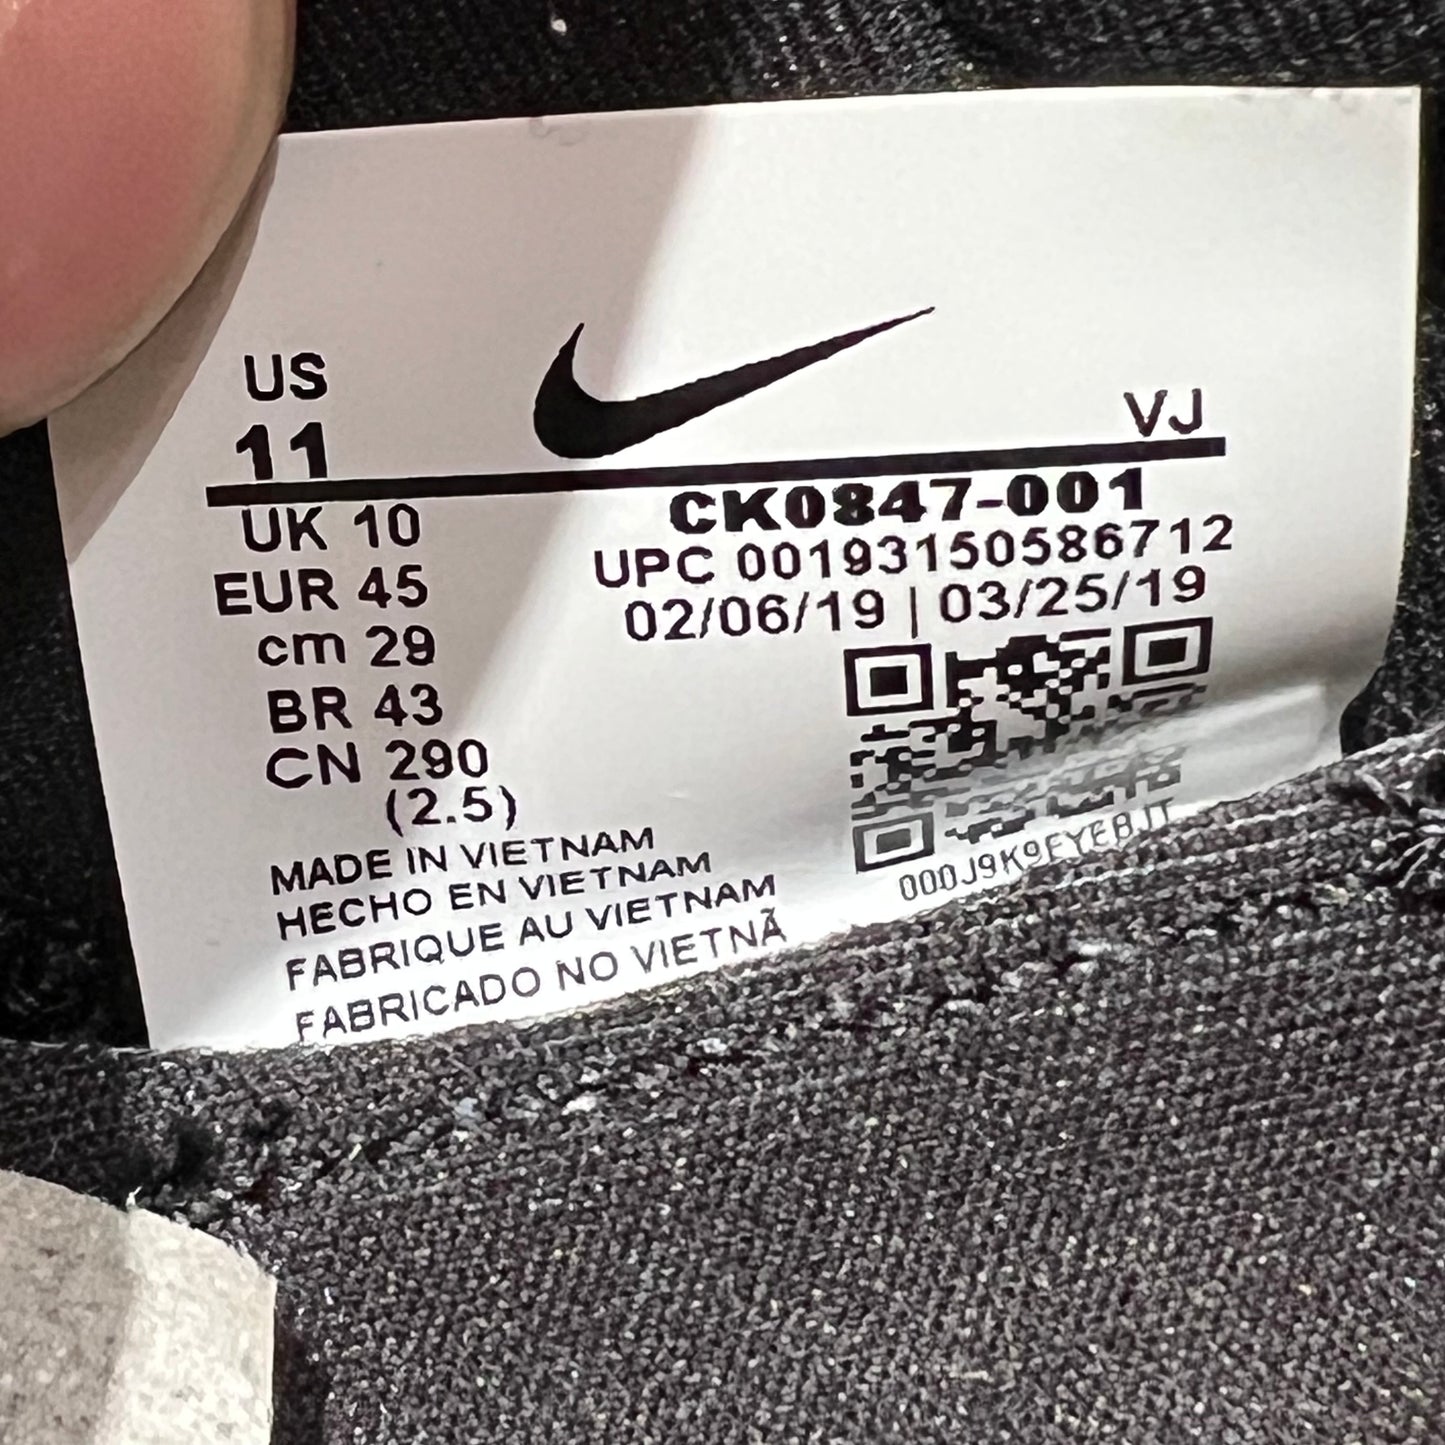 US
11
VJ
UK 10
EUR 45
cm 29
BR 43
CN 290
(2.5)
CK0847-001
UPC 00193150586712
02/06/19 | 03/25/19
MADE IN VIETNAM
HECHO EN VIETNAM
FABRIQUE AU VIETNAM
FABRICADO NO VIETNÃ